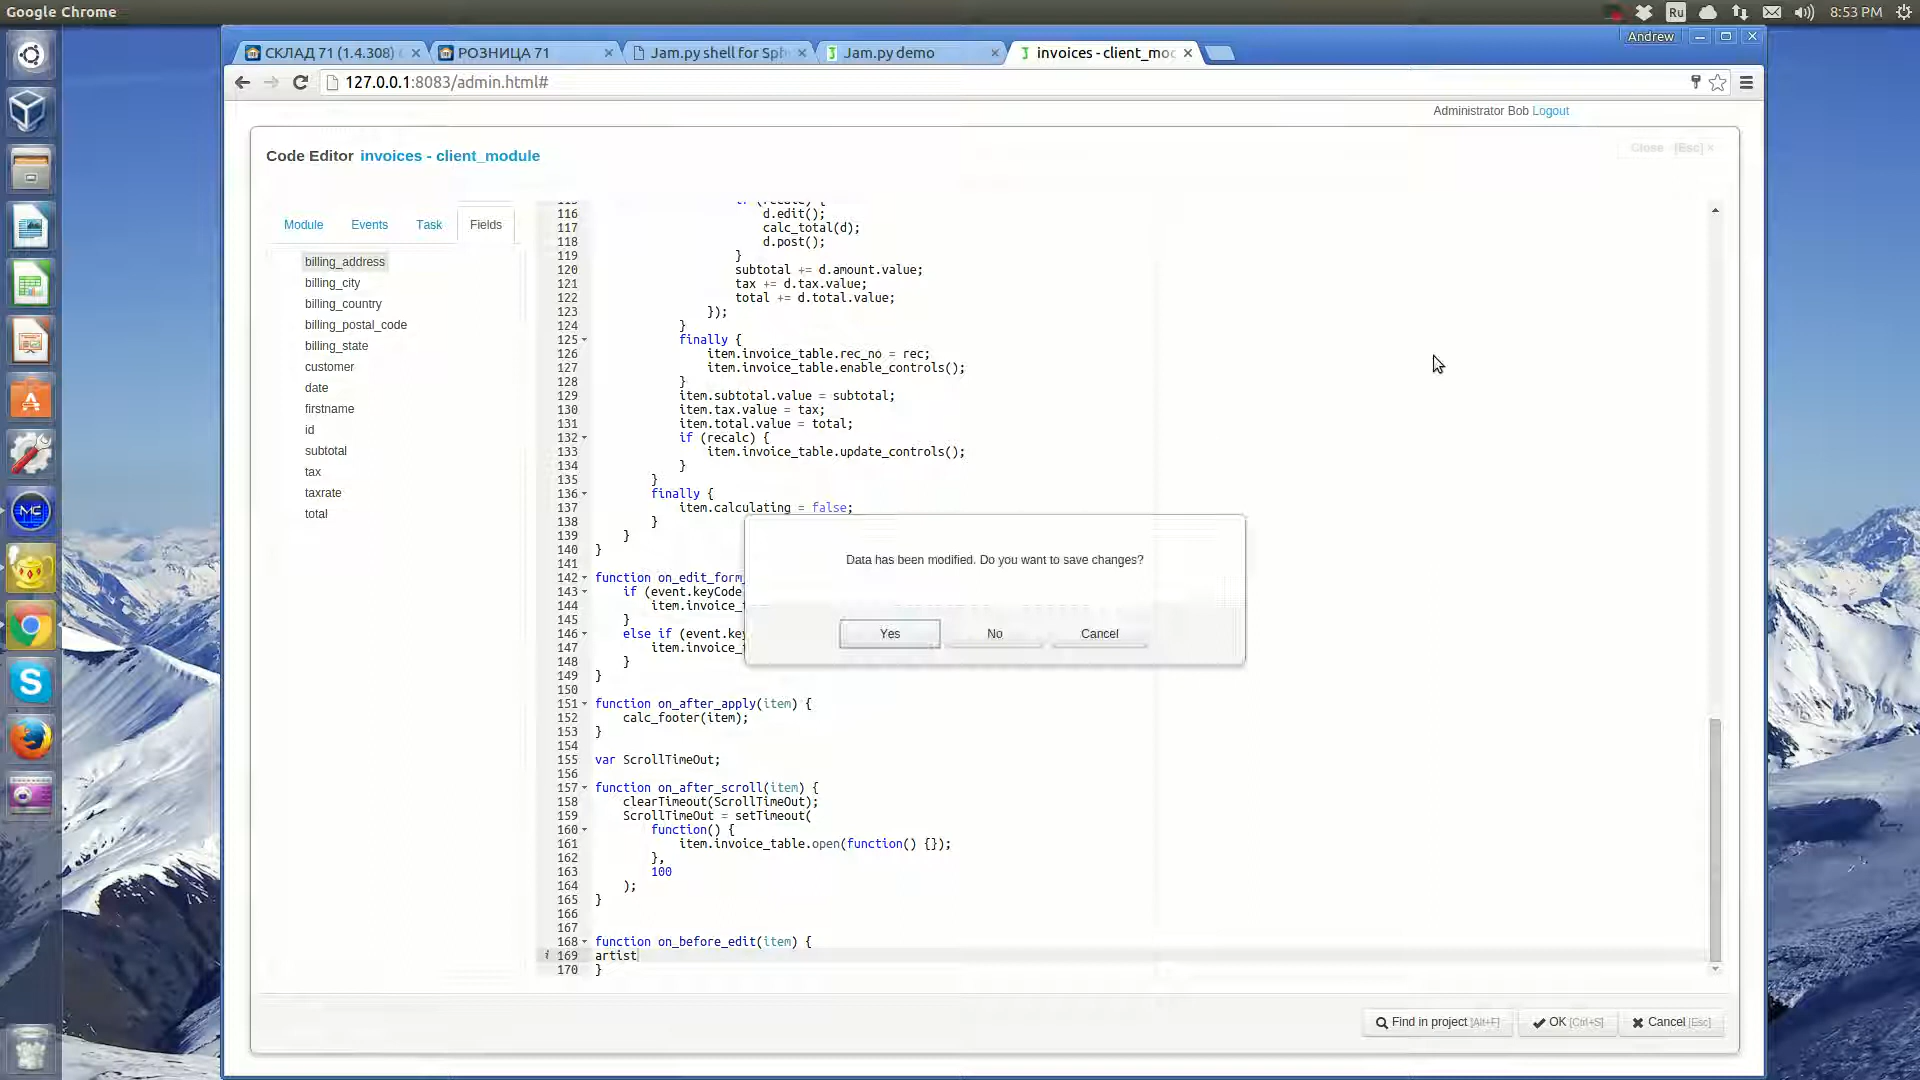 Google Chrome
Ru
8:53 PM
Andrew
СКЛАД 71 (1.4.308)
РОЗНИЦА 71
Jam.py shell for Sph
Jam.py demo
invoices - client_mod
127.0.0.1:8083/admin.html#
Administrator Bob Logout
Code Editor invoices - client_module
Close [Esc] ×
Module
Events
Task
Fields
billing_address
billing_city
billing_country
billing_postal_code
billing_state
customer
date
firstname
id
subtotal
tax
taxrate
total
115 if (recalc) {
116 d.edit();
117 calc_total(d);
118 d.post();
119 }
120 subtotal += d.amount.value;
121 tax += d.tax.value;
122 total += d.total.value;
123 });
124 }
125 finally {
126 item.invoice_table.rec_no = rec;
127 item.invoice_table.enable_controls();
128 }
129 item.subtotal.value = subtotal;
130 item.tax.value = tax;
131 item.total.value = total;
132 if (recalc) {
133 item.invoice_table.update_controls();
134 }
135 }
136 finally {
137 item.calculating = false;
138 }
139 }
140 }
141
142 function on_edit_form_
143 if (event.keyCode
144 item.invoice_t
145 }
146 else if (event.key
147 item.invoice_t
148 }
149 }
150
151 function on_after_apply(item) {
152 calc_footer(item);
153 }
154
155 var ScrollTimeOut;
156
157 function on_after_scroll(item) {
158 clearTimeout(ScrollTimeOut);
159 ScrollTimeOut = setTimeout(
160 function() {
161 item.invoice_table.open(function() {});
162 },
163 100
164 );
165 }
166
167
168 function on_before_edit(item) {
i 169 artist
170 }
Data has been modified. Do you want to save changes?
Yes
No
Cancel
Find in project [Alt+F]
OK [Ctrl+S]
Cancel [Esc]